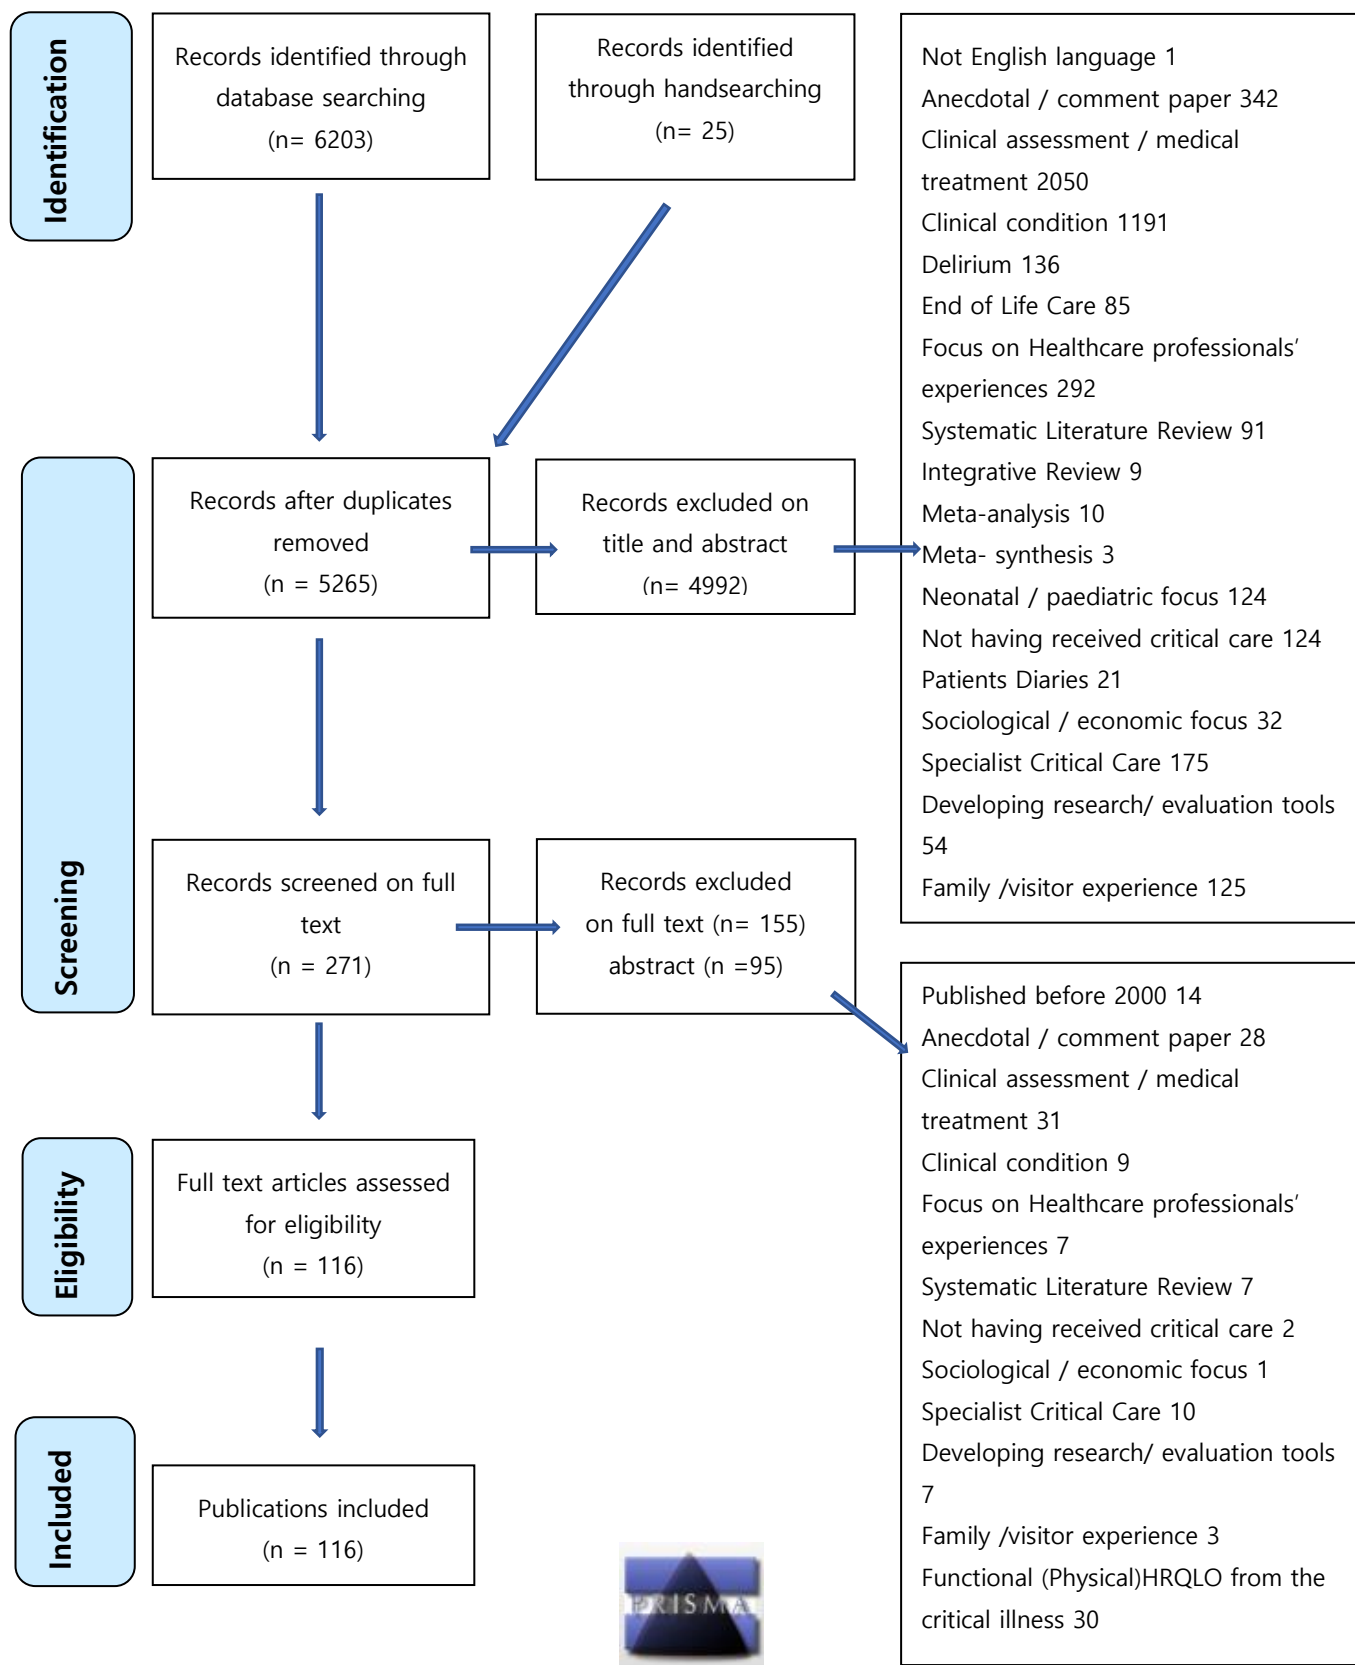 Identification
Records identified through
database searching
(n= 6203)
Records identified
through handsearching
(n= 25)
Not English language 1
Anecdotal / comment paper 342
Clinical assessment / medical
treatment 2050
Clinical condition 1191
Delirium 136
End of Life Care 85
Focus on Healthcare professionals’
experiences 292
Systematic Literature Review 91
Integrative Review 9
Meta-analysis 10
Meta- synthesis 3
Neonatal / paediatric focus 124
Not having received critical care 124
Patients Diaries 21
Sociological / economic focus 32
Specialist Critical Care 175
Developing research/ evaluation tools
54
Family /visitor experience 125
Screening
Records after duplicates
removed
(n = 5265)
Records excluded on
title and abstract
(n= 4992)
Records screened on full
text
(n = 271)
Records excluded
on full text (n= 155)
abstract (n =95)
Published before 2000 14
Anecdotal / comment paper 28
Clinical assessment / medical
treatment 31
Clinical condition 9
Focus on Healthcare professionals’
experiences 7
Systematic Literature Review 7
Not having received critical care 2
Sociological / economic focus 1
Specialist Critical Care 10
Developing research/ evaluation tools
7
Family /visitor experience 3
Functional (Physical)HRQLO from the
critical illness 30
Eligibility
Full text articles assessed
for eligibility
(n = 116)
Included
Publications included
(n = 116)
PRISMA